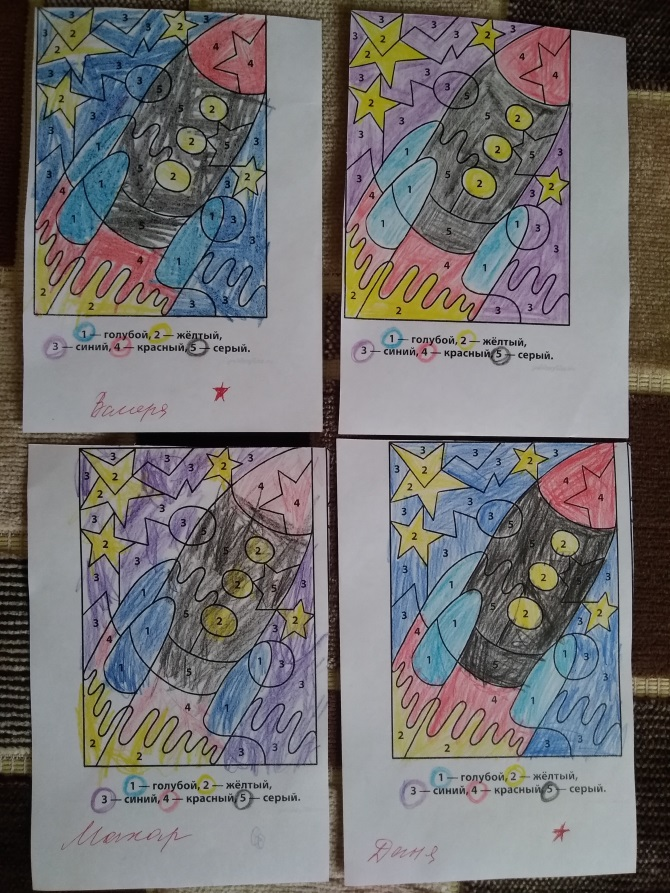 1 — голубой, 2 — жёлтый,
3 — синий, 4 — красный, 5 — серый.
Валера
1 — голубой, 2 — жёлтый,
3 — синий, 4 — красный, 5 — серый.
1 — голубой, 2 — жёлтый,
3 — синий, 4 — красный, 5 — серый.
Махар
1 — голубой, 2 — жёлтый,
3 — синий, 4 — красный, 5 — серый.
Даня